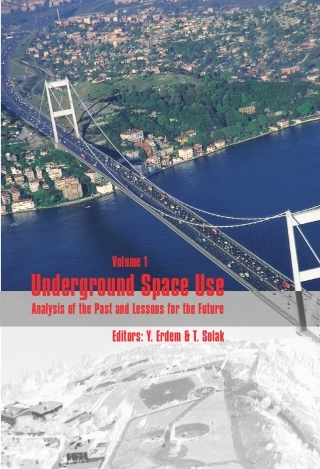 Volume 1
Underground Space Use
Analysis of the Past and Lessons for the Future
Editors: Y. Erdem & T. Solak